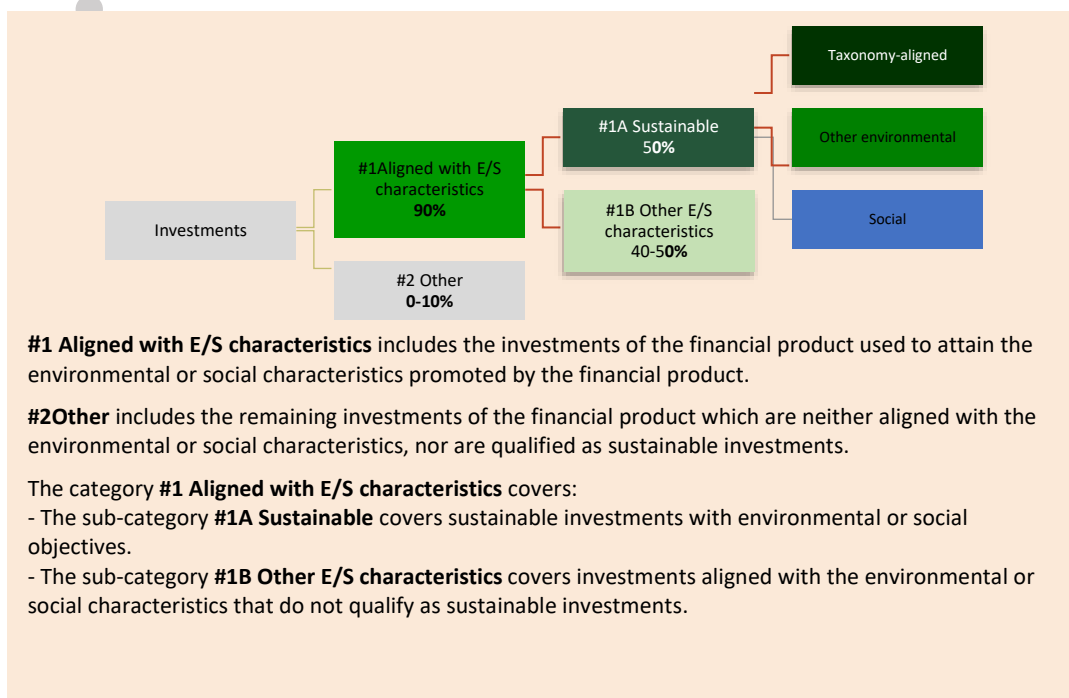 Taxonomy-aligned
#1A Sustainable
50%
Other environmental
#1Aligned with E/S
characteristics
90%
#1B Other E/S
characteristics
40-50%
Social
Investments
#2 Other
0-10%
#1 Aligned with E/S characteristics includes the investments of the financial product used to attain the
environmental or social characteristics promoted by the financial product.
#2Other includes the remaining investments of the financial product which are neither aligned with the
environmental or social characteristics, nor are qualified as sustainable investments.
The category #1 Aligned with E/S characteristics covers:
- The sub-category #1A Sustainable covers sustainable investments with environmental or social
objectives.
- The sub-category #1B Other E/S characteristics covers investments aligned with the environmental or
social characteristics that do not qualify as sustainable investments.